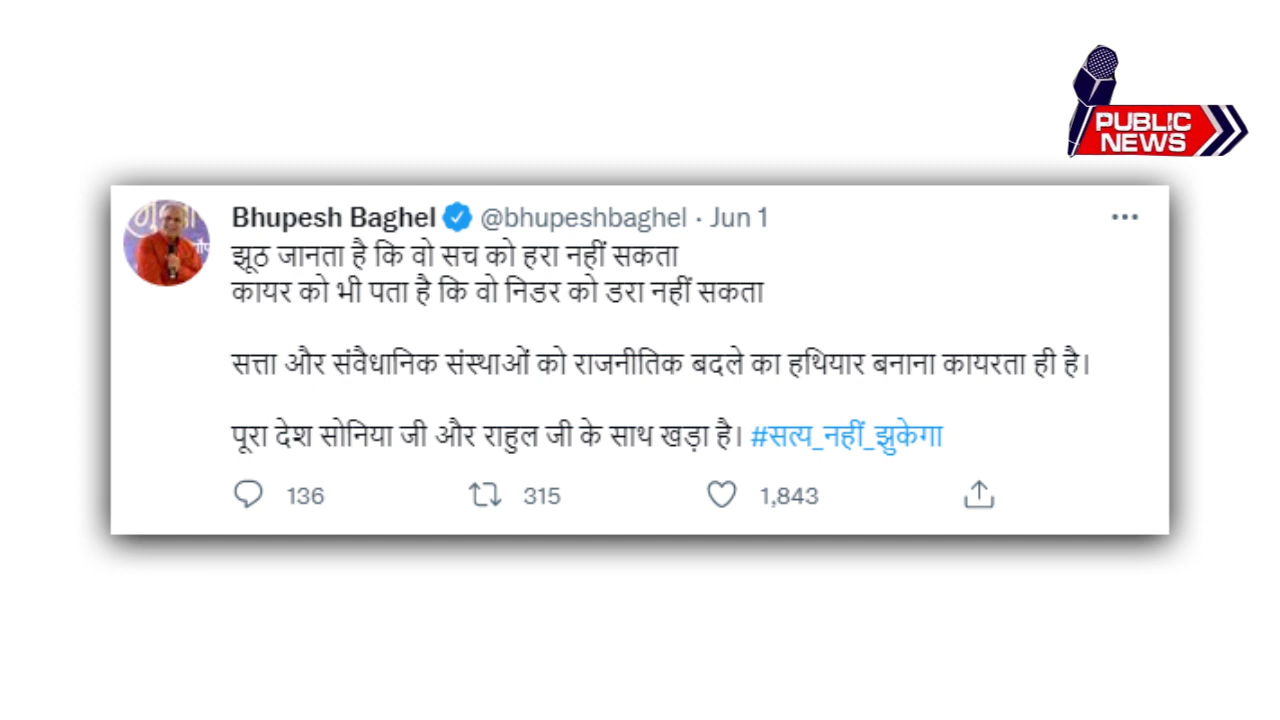 PUBLIC
NEWS
Bhupesh Baghel @bhupeshbaghel · Jun 1
झूठ जानता है कि वो सच को हरा नहीं सकता
कायर को भी पता है कि वो निडर को डरा नहीं सकता
सत्ता और संवैधानिक संस्थाओं को राजनीतिक बदले का हथियार बनाना कायरता ही है।
पूरा देश सोनिया जी और राहुल जी के साथ खड़ा है। #सत्य_नहीं_झुकेगा
136 315 1,843